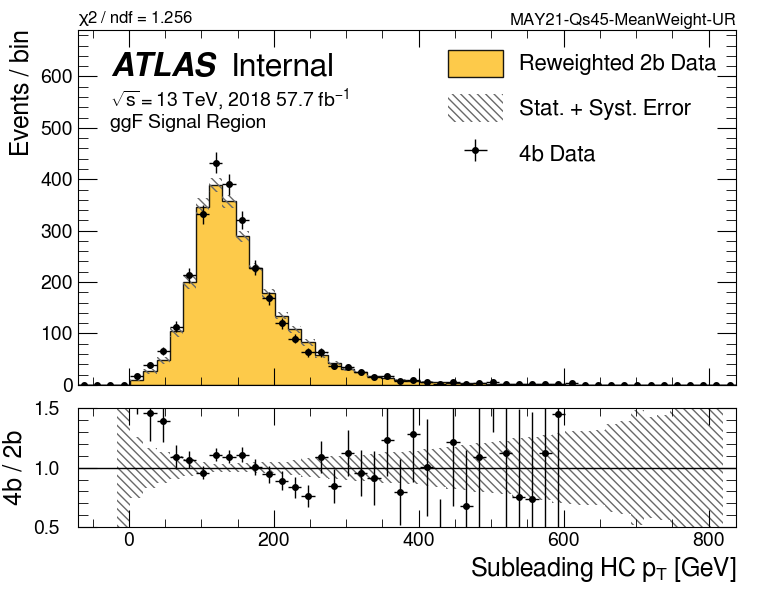 χ2 / ndf = 1.256
MAY21-Qs45-MeanWeight-UR
Events / bin
ATLAS Internal
√s = 13 TeV, 2018 57.7 fb⁻¹
ggF Signal Region
Reweighted 2b Data
Stat. + Syst. Error
4b Data
600
500
400
300
200
100
0
4b / 2b
1.5
1.0
0.5
0 200 400 600 800
Subleading HC pT [GeV]